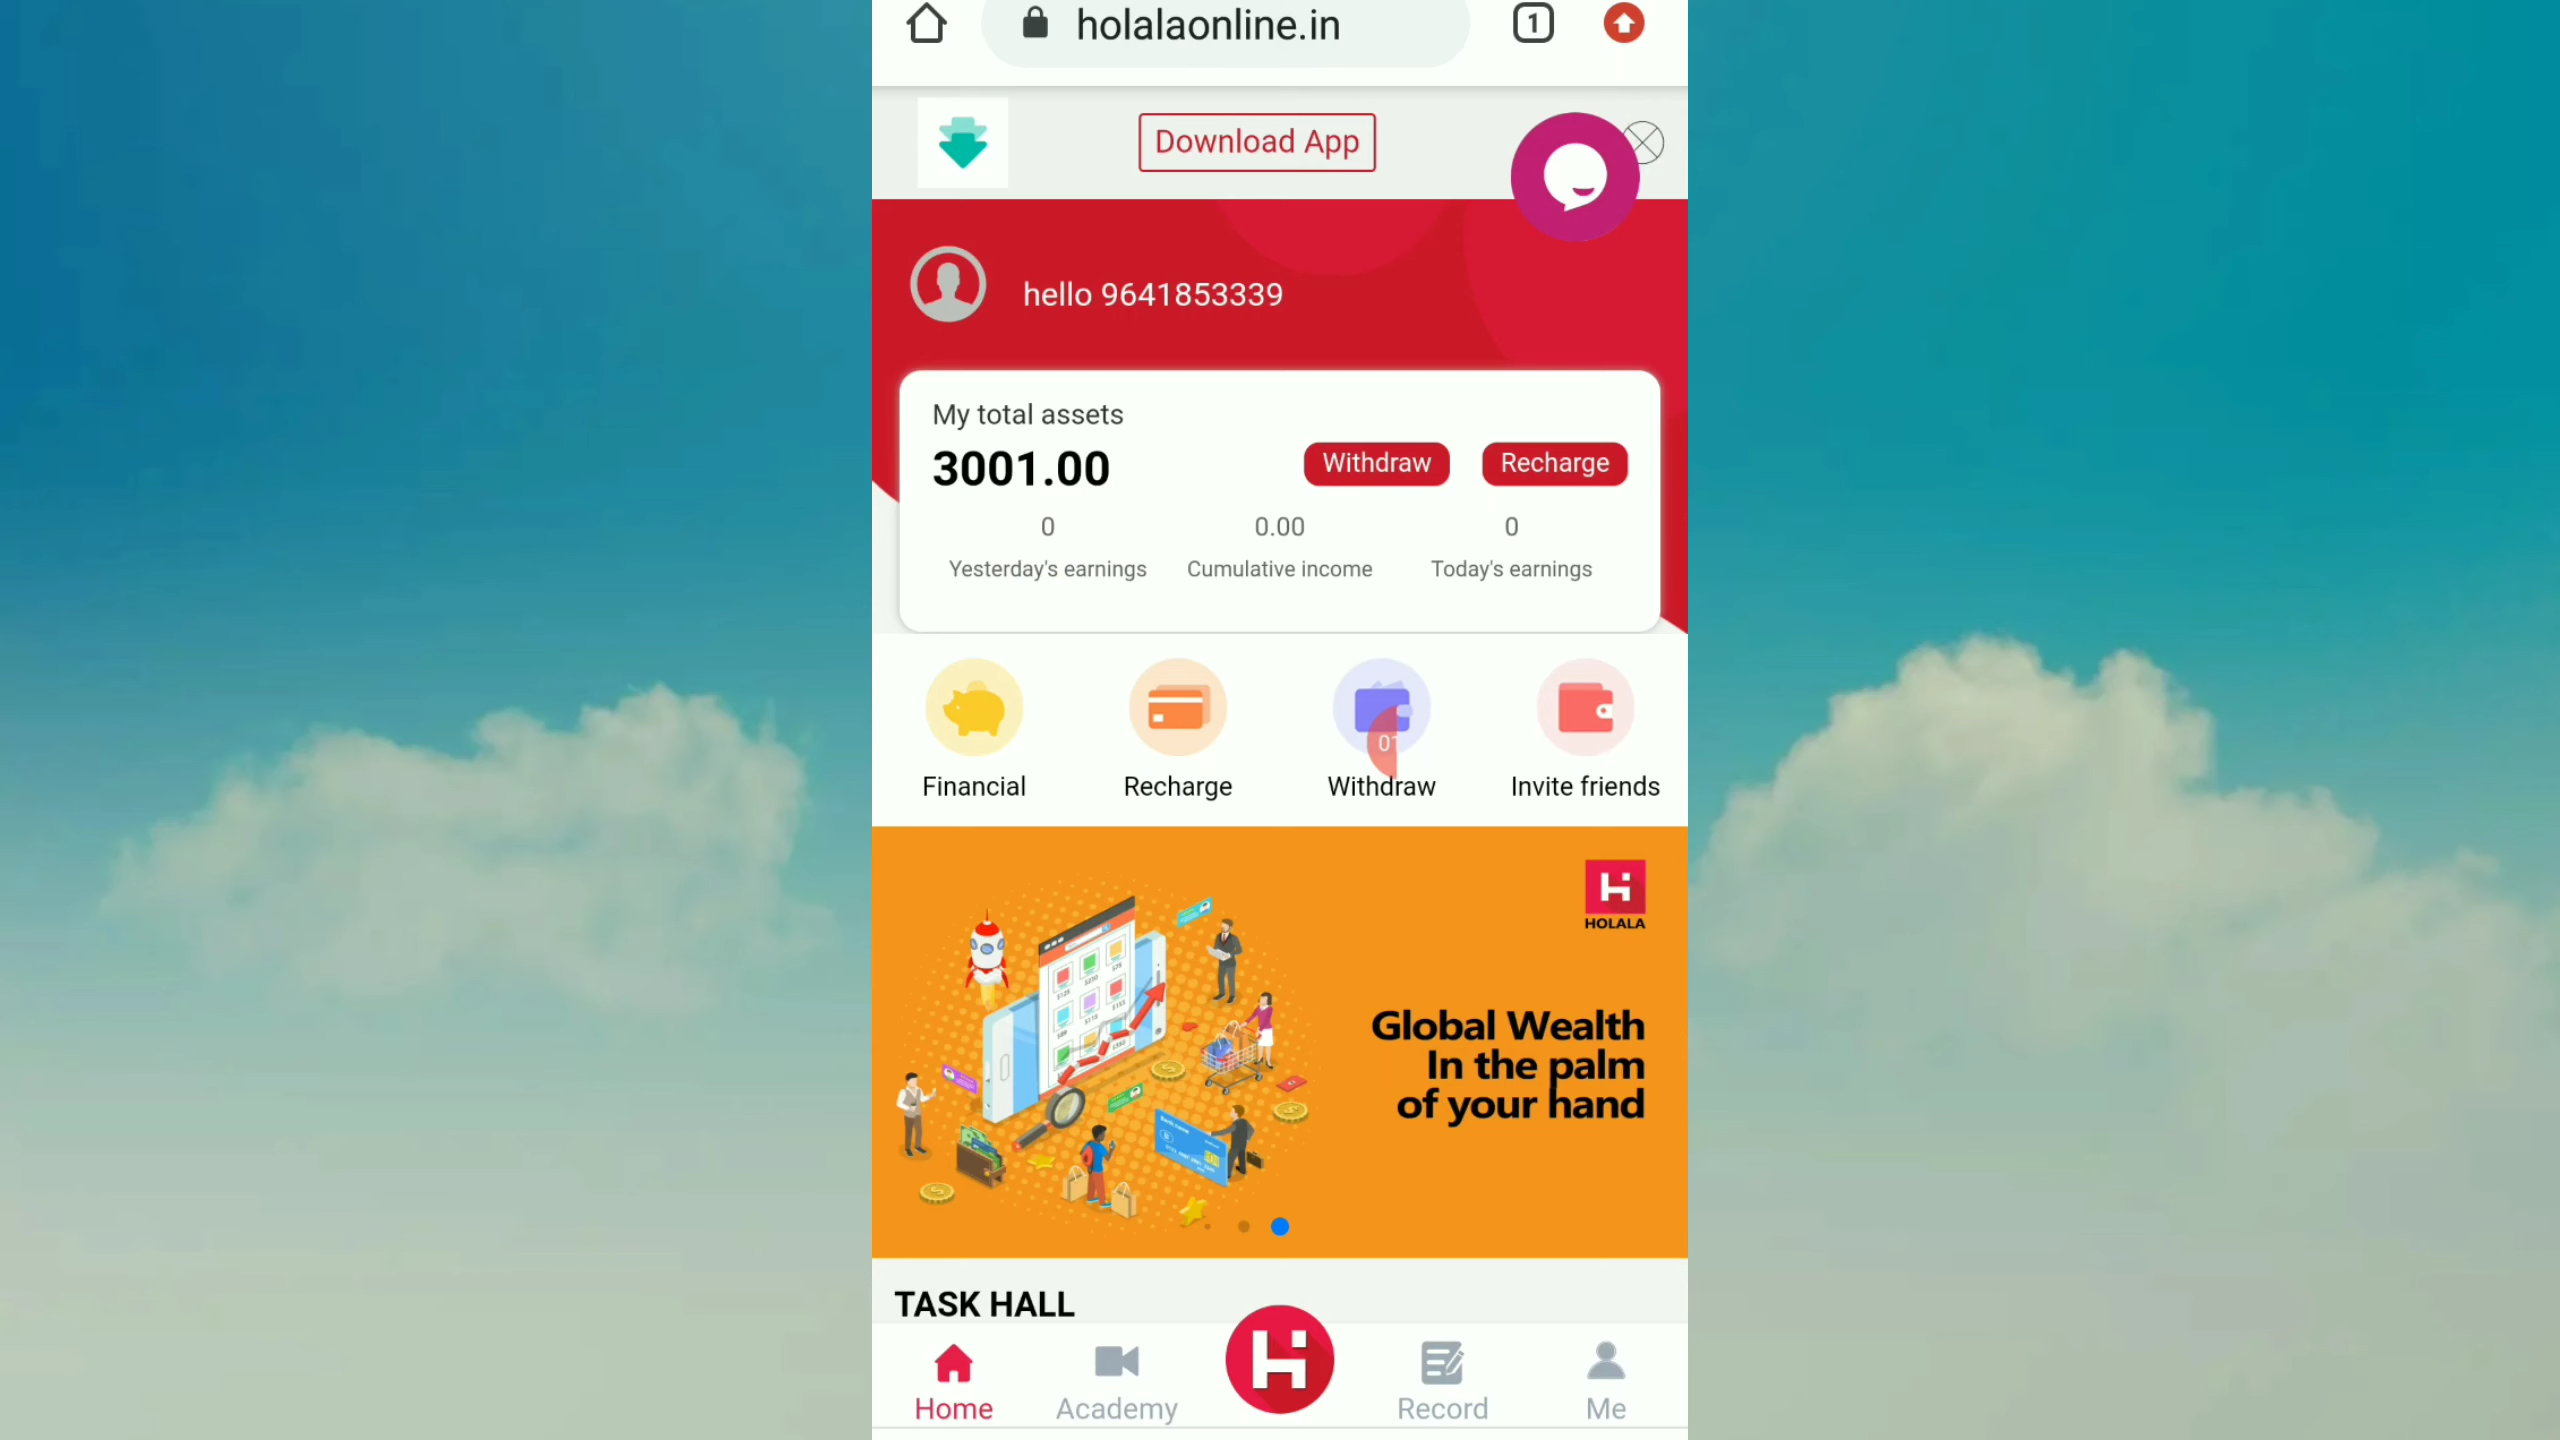 holalaonline.in
1
Download App
hello 9641853339
My total assets
3001.00
Withdraw
Recharge
0
0.00
0
Yesterday's earnings
Cumulative income
Today's earnings
Financial
Recharge
Withdraw
Invite friends
HOLALA
Global Wealth
In the palm
of your hand
TASK HALL
Home
Academy
Record
Me